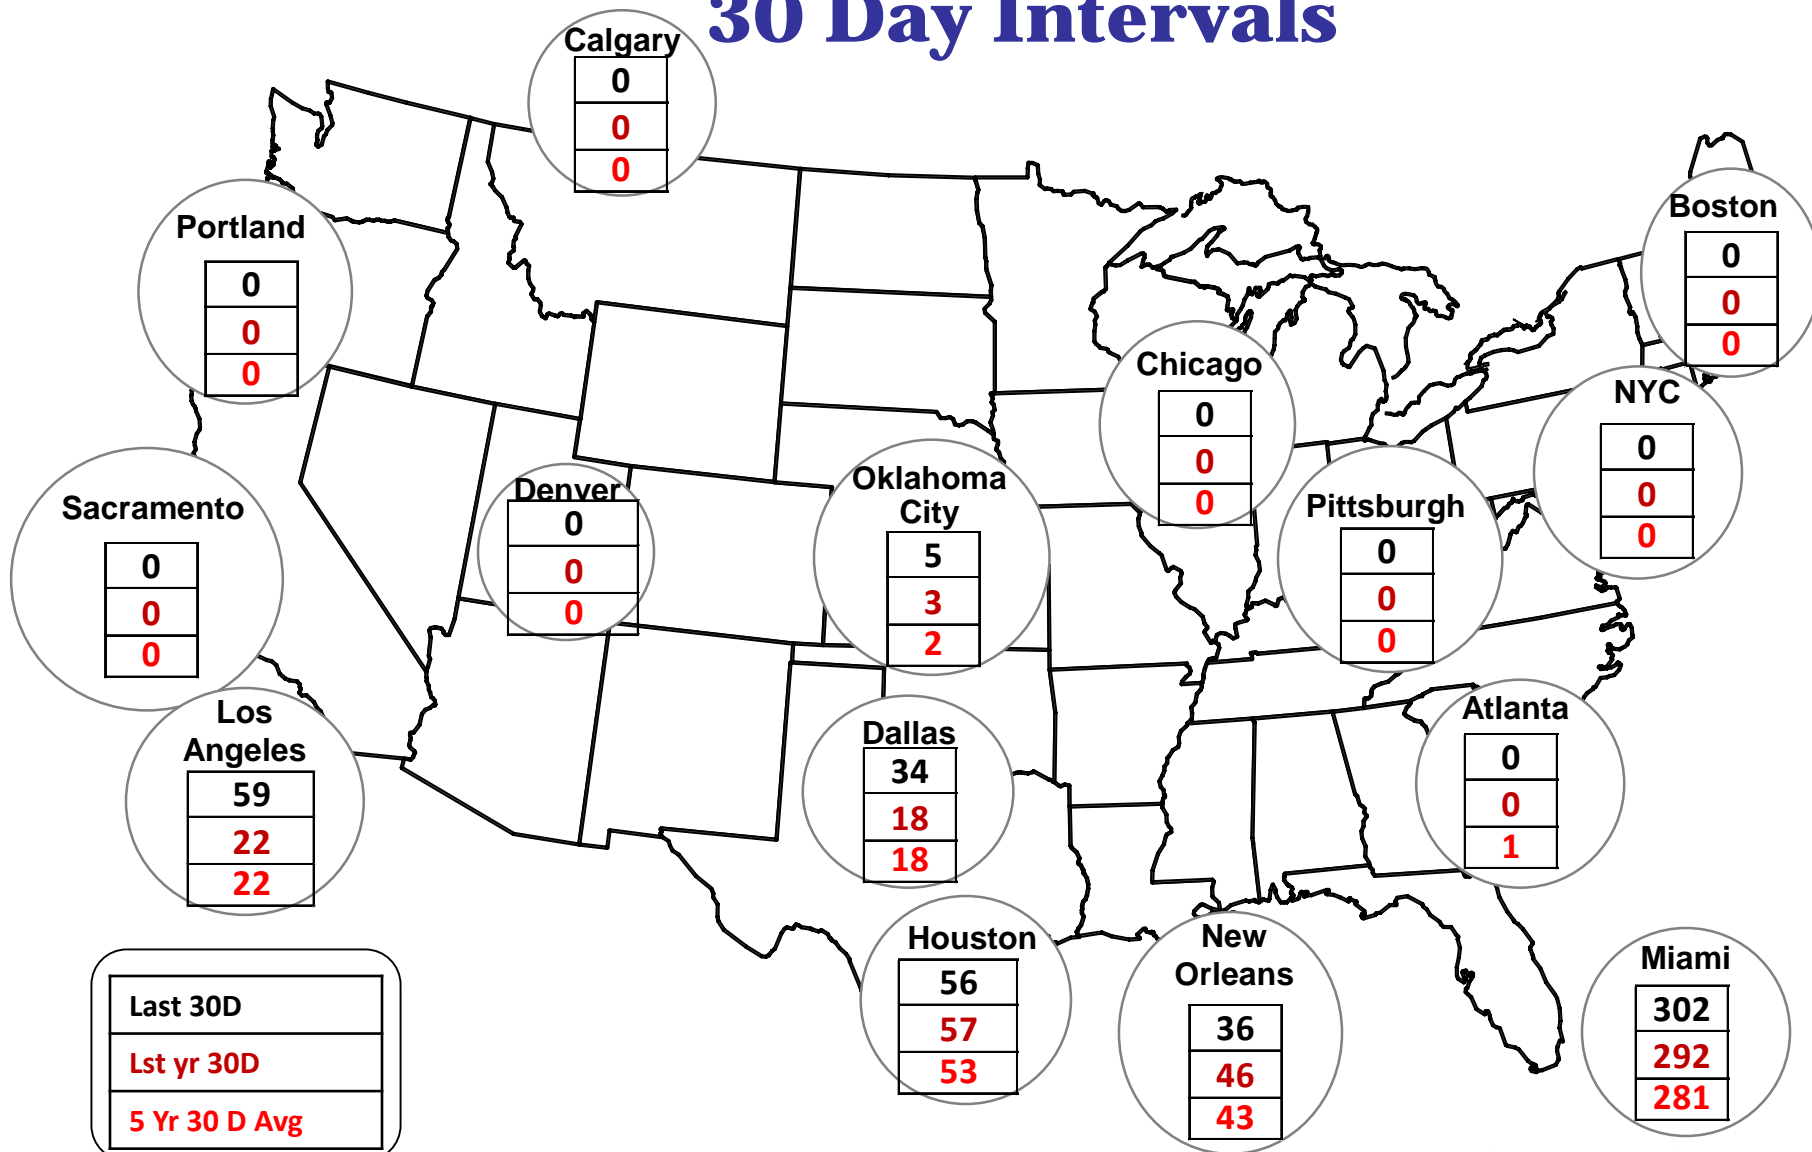 30 Day Intervals
Calgary
0
0
0
Portland
0
0
0
Boston
0
0
0
Chicago
0
0
0
NYC
0
0
0
Sacramento
0
0
0
Denver
0
0
0
Oklahoma
City
5
3
2
Pittsburgh
0
0
0
Los
Angeles
59
22
22
Dallas
34
18
18
Atlanta
0
0
1
Houston
56
57
53
New
Orleans
36
46
43
Miami
302
292
281
Last 30D
Lst yr 30D
5 Yr 30 D Avg